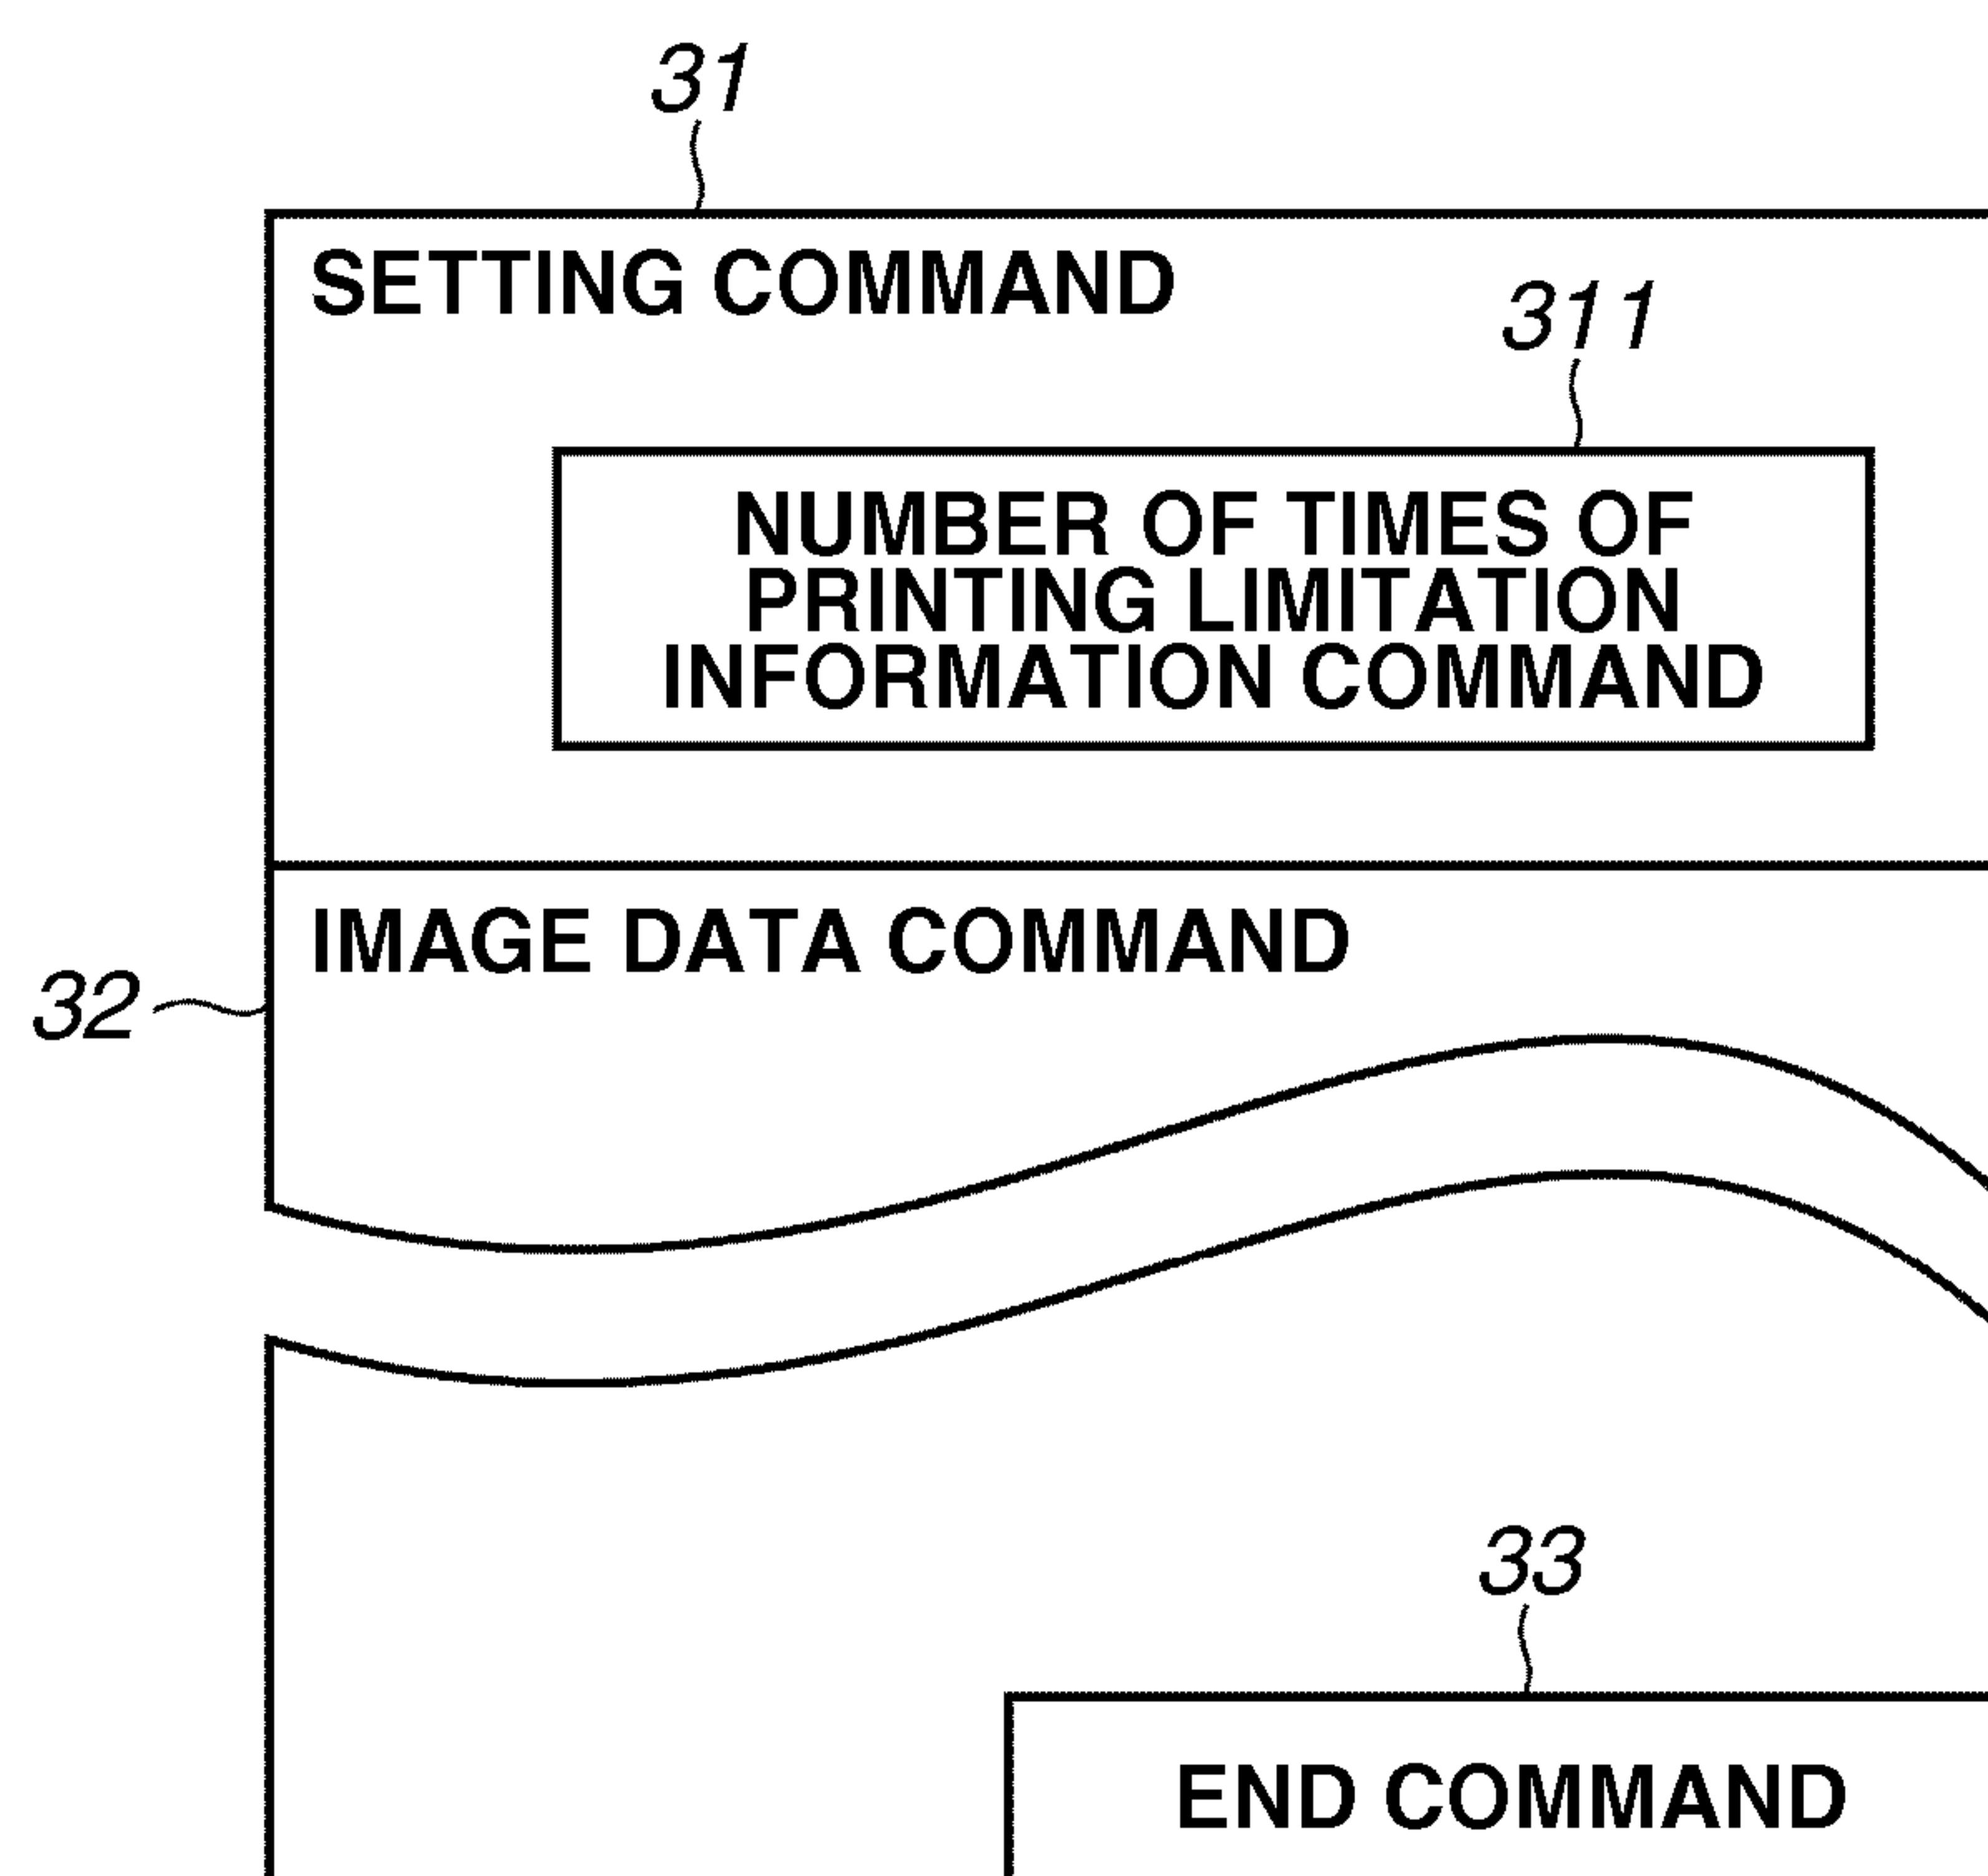 31
SETTING COMMAND
311
NUMBER OF TIMES OF
PRINTING LIMITATION
INFORMATION COMMAND
IMAGE DATA COMMAND
32
33
END COMMAND